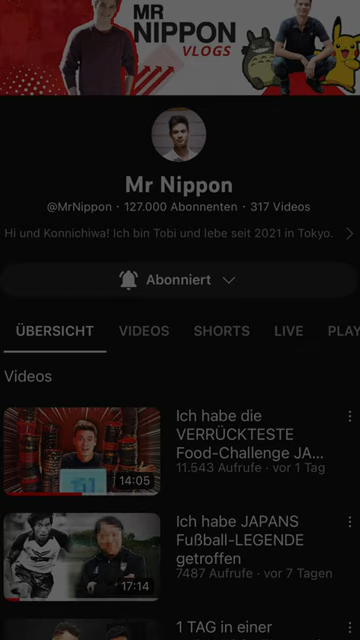 MR
NIPPON
VLOGS
Mr Nippon
@MrNippon · 127.000 Abonnenten · 317 Videos
Hi und Konnichiwa! Ich bin Tobi und lebe seit 2021 in Tokyo.
Abonniert
ÜBERSICHT VIDEOS SHORTS LIVE PLAY
Videos
Ich habe die
VERRÜCKTESTE
Food-Challenge JA...
11.543 Aufrufe · vor 1 Tag
14:05
Ich habe JAPANS
Fußball-LEGENDE
getroffen
7487 Aufrufe · vor 7 Tagen
17:14
1 TAG in einer